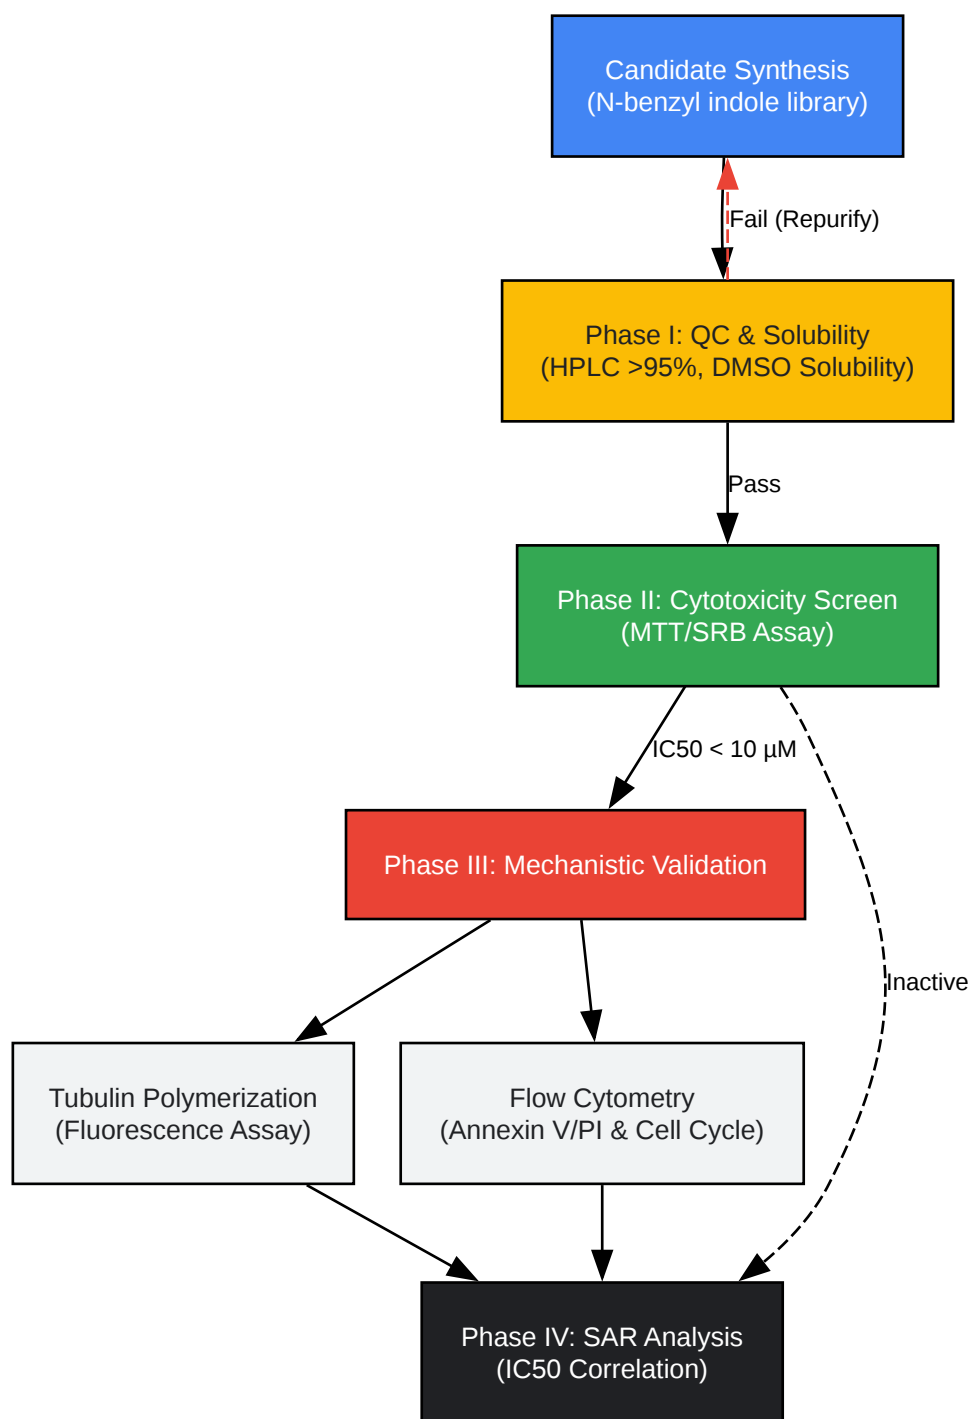 Candidate Synthesis
(N-benzyl indole library)
Fail (Repurify)
Phase I: QC & Solubility
(HPLC >95%, DMSO Solubility)
Pass
Phase II: Cytotoxicity Screen
(MTT/SRB Assay)
IC50 < 10 µM
Phase III: Mechanistic Validation
Inactive
Tubulin Polymerization
(Fluorescence Assay)
Flow Cytometry
(Annexin V/PI & Cell Cycle)
Phase IV: SAR Analysis
(IC50 Correlation)